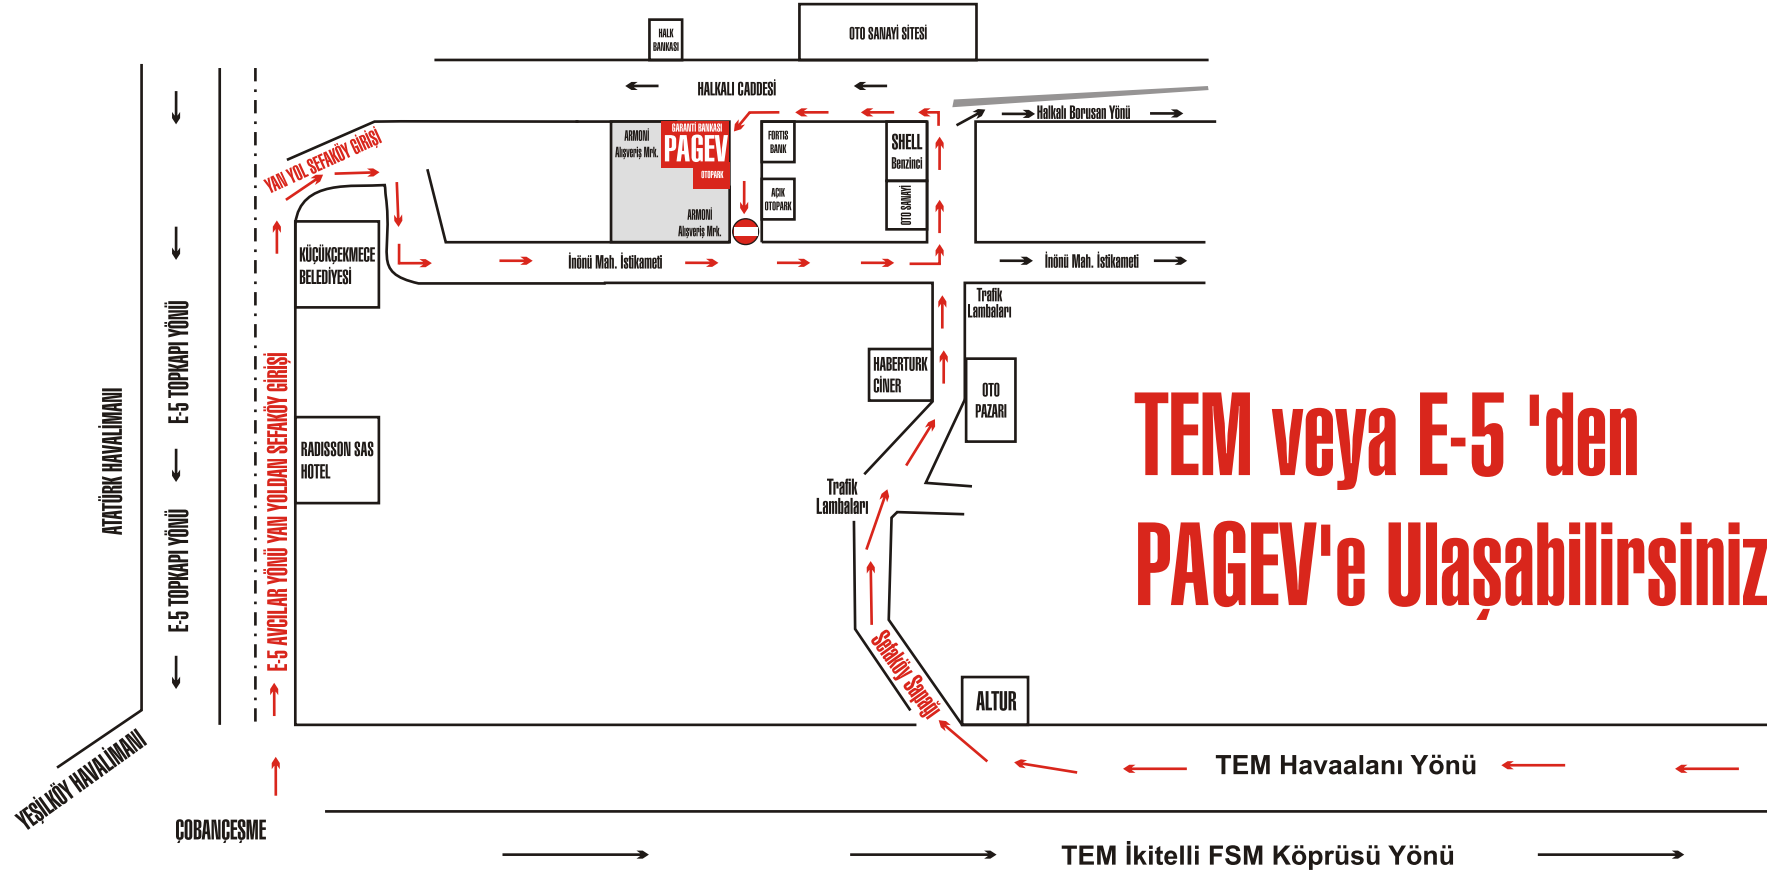 HALK
BANKASI
OTO SANAYİ SİTESİ
HALKALI CADDESİ
Halkalı Borusan Yönü
YAN YOL SEFAKÖY GİRİŞİ
ARMONİ
Alışveriş Mrk.
GARANTİ BANKASI
PAGEV
OTOPARK
ARMONİ
Alışveriş Mrk.
FORTIS
BANK
AÇIK
OTOPARK
SHELL
Benzinci
OTO SANAYİ
KÜÇÜKÇEKMECE
BELEDİYESİ
İnönü Mah. İstikameti
İnönü Mah. İstikameti
Trafik
Lambaları
E-5 TOPKAPI YÖNÜ
HABERTURK
CİNER
OTO
PAZARI
ATATÜRK HAVALİMANI
E-5 AVCILAR YÖNÜ YAN YOLDAN SEFAKÖY GİRİŞİ
RADISSON SAS
HOTEL
TEM veya E-5 'den
PAGEV'e Ulaşabilirsiniz
Trafik
Lambaları
E-5 TOPKAPI YÖNÜ
Sefaköy Sapağı
ALTUR
YEŞİLKÖY HAVALİMANI
TEM Havaalanı Yönü
ÇOBANÇEŞME
TEM İkitelli FSM Köprüsü Yönü